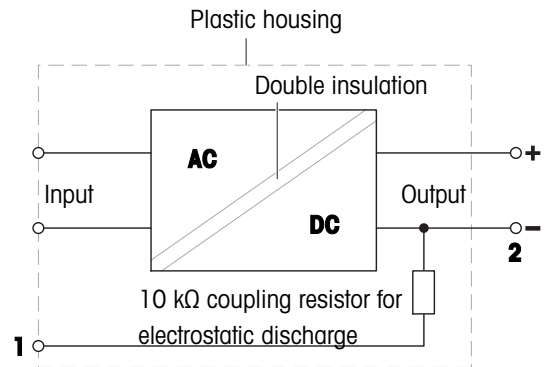 Plastic housing
Double insulation
AC
+
Input
Output
DC
−
2
10 kΩ coupling resistor for
electrostatic discharge
1